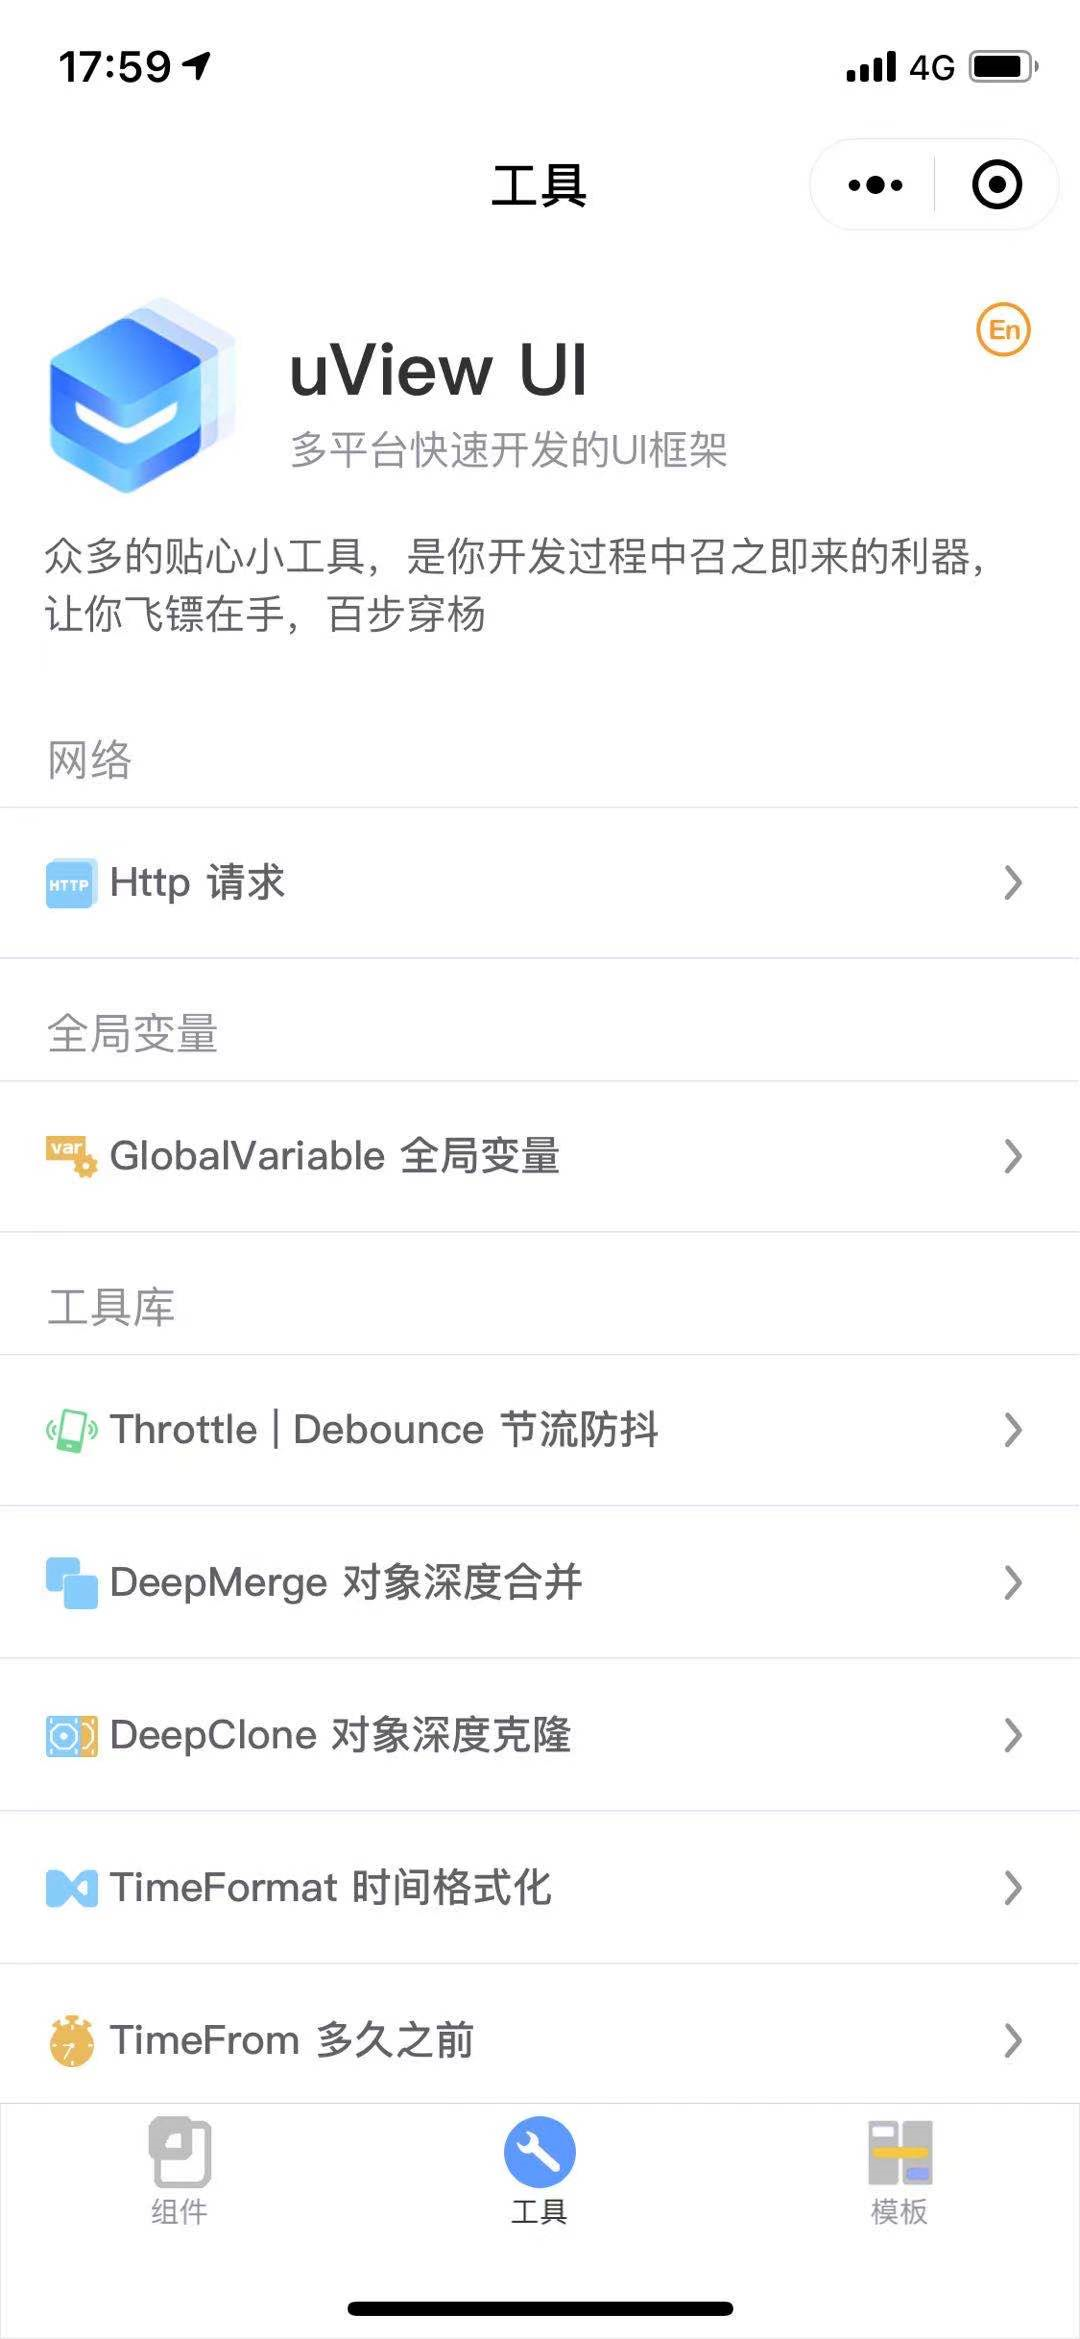 17:59
4G
工具
En
uView UI
多平台快速开发的UI框架
众多的贴心小工具，是你开发过程中召之即来的利器，
让你飞镖在手，百步穿杨
网络
HTTP
Http 请求
全局变量
var
GlobalVariable 全局变量
工具库
Throttle | Debounce 节流防抖
DeepMerge 对象深度合并
DeepClone 对象深度克隆
TimeFormat 时间格式化
TimeFrom 多久之前
组件
工具
模板